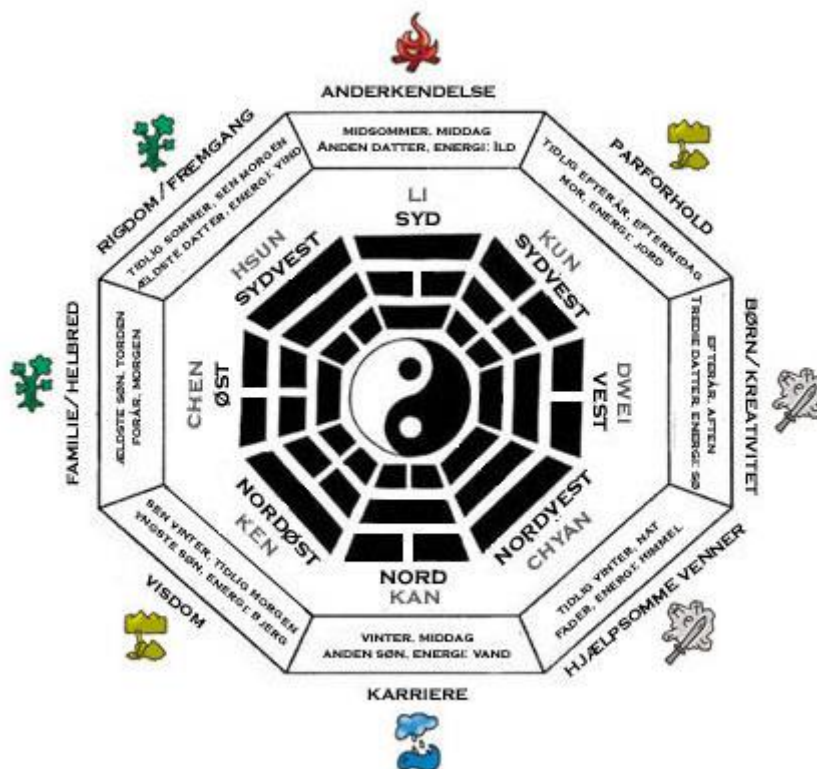 ANDERKENDELSE
MIDSOMMER, MIDDAG
ANDEN DATTER, ENERGI: ILD
LI
SYD
PARFORHOLD
TIDLIG EFTERÅR, EFTERMIDAG
MOR, ENERGI: JORD
KUN
SYDVEST
BØRN/KREATIVITET
EFTERÅR, AFTEN
TREDIE DATTER, ENERGI: SØ
DWEI
VEST
HJÆLPSOMME VENNER
TIDLIG VINTER, NAT
FADER, ENERGI: HIMMEL
NORDVEST
CHYAN
KARRIERE
VINTER, MIDDAG
ANDEN SØN, ENERGI: VAND
NORD
KAN
VISDOM
SEN VINTER, TIDLIG MORGEN
YNGSTE SØN, ENERGI: BJERG
NORDØST
KEN
FAMILIE/HELBRED
ÆLDSTE SØN, TORDEN
FORÅR, MORGEN
CHEN
ØST
RIGDOM/FREMGANG
TIDLIG SOMMER, SEN MORGEN
ÆLDSTE DATTER, ENERGI: VIND
HSUN
SYDVEST